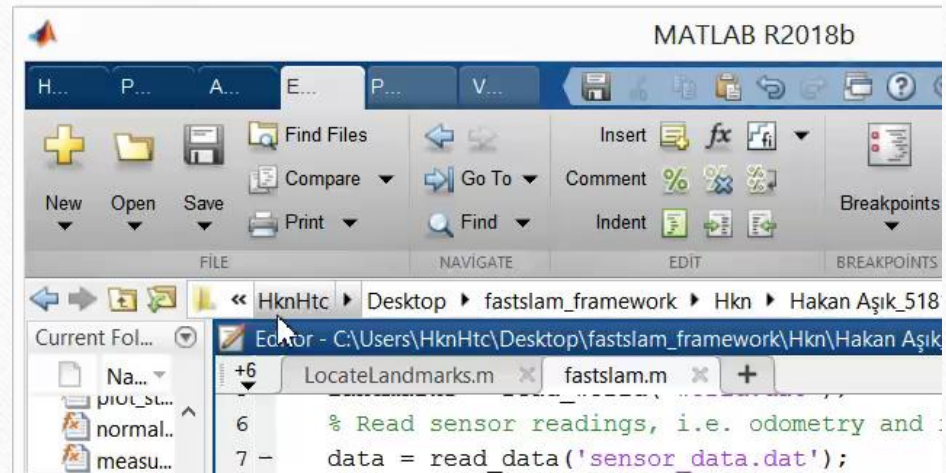 MATLAB R2018b
H... P... A... E... P... V...
Find Files Insert fx
Compare Go To Comment
New Open Save Print Find Indent Breakpoints
FİLE NAVİGATE EDİT BREAKPOİNTS
« HknHtc Desktop fastslam_framework Hkn Hakan Aşık_518
Current Fol... Editor - C:\Users\HknHtc\Desktop\fastslam_framework\Hkn\Hakan Aşık
Na... +6 LocateLandmarks.m fastslam.m
plot_st...
normal.. 6 % Read sensor readings, i.e. odometry and
measu... 7 - data = read_data('sensor_data.dat');